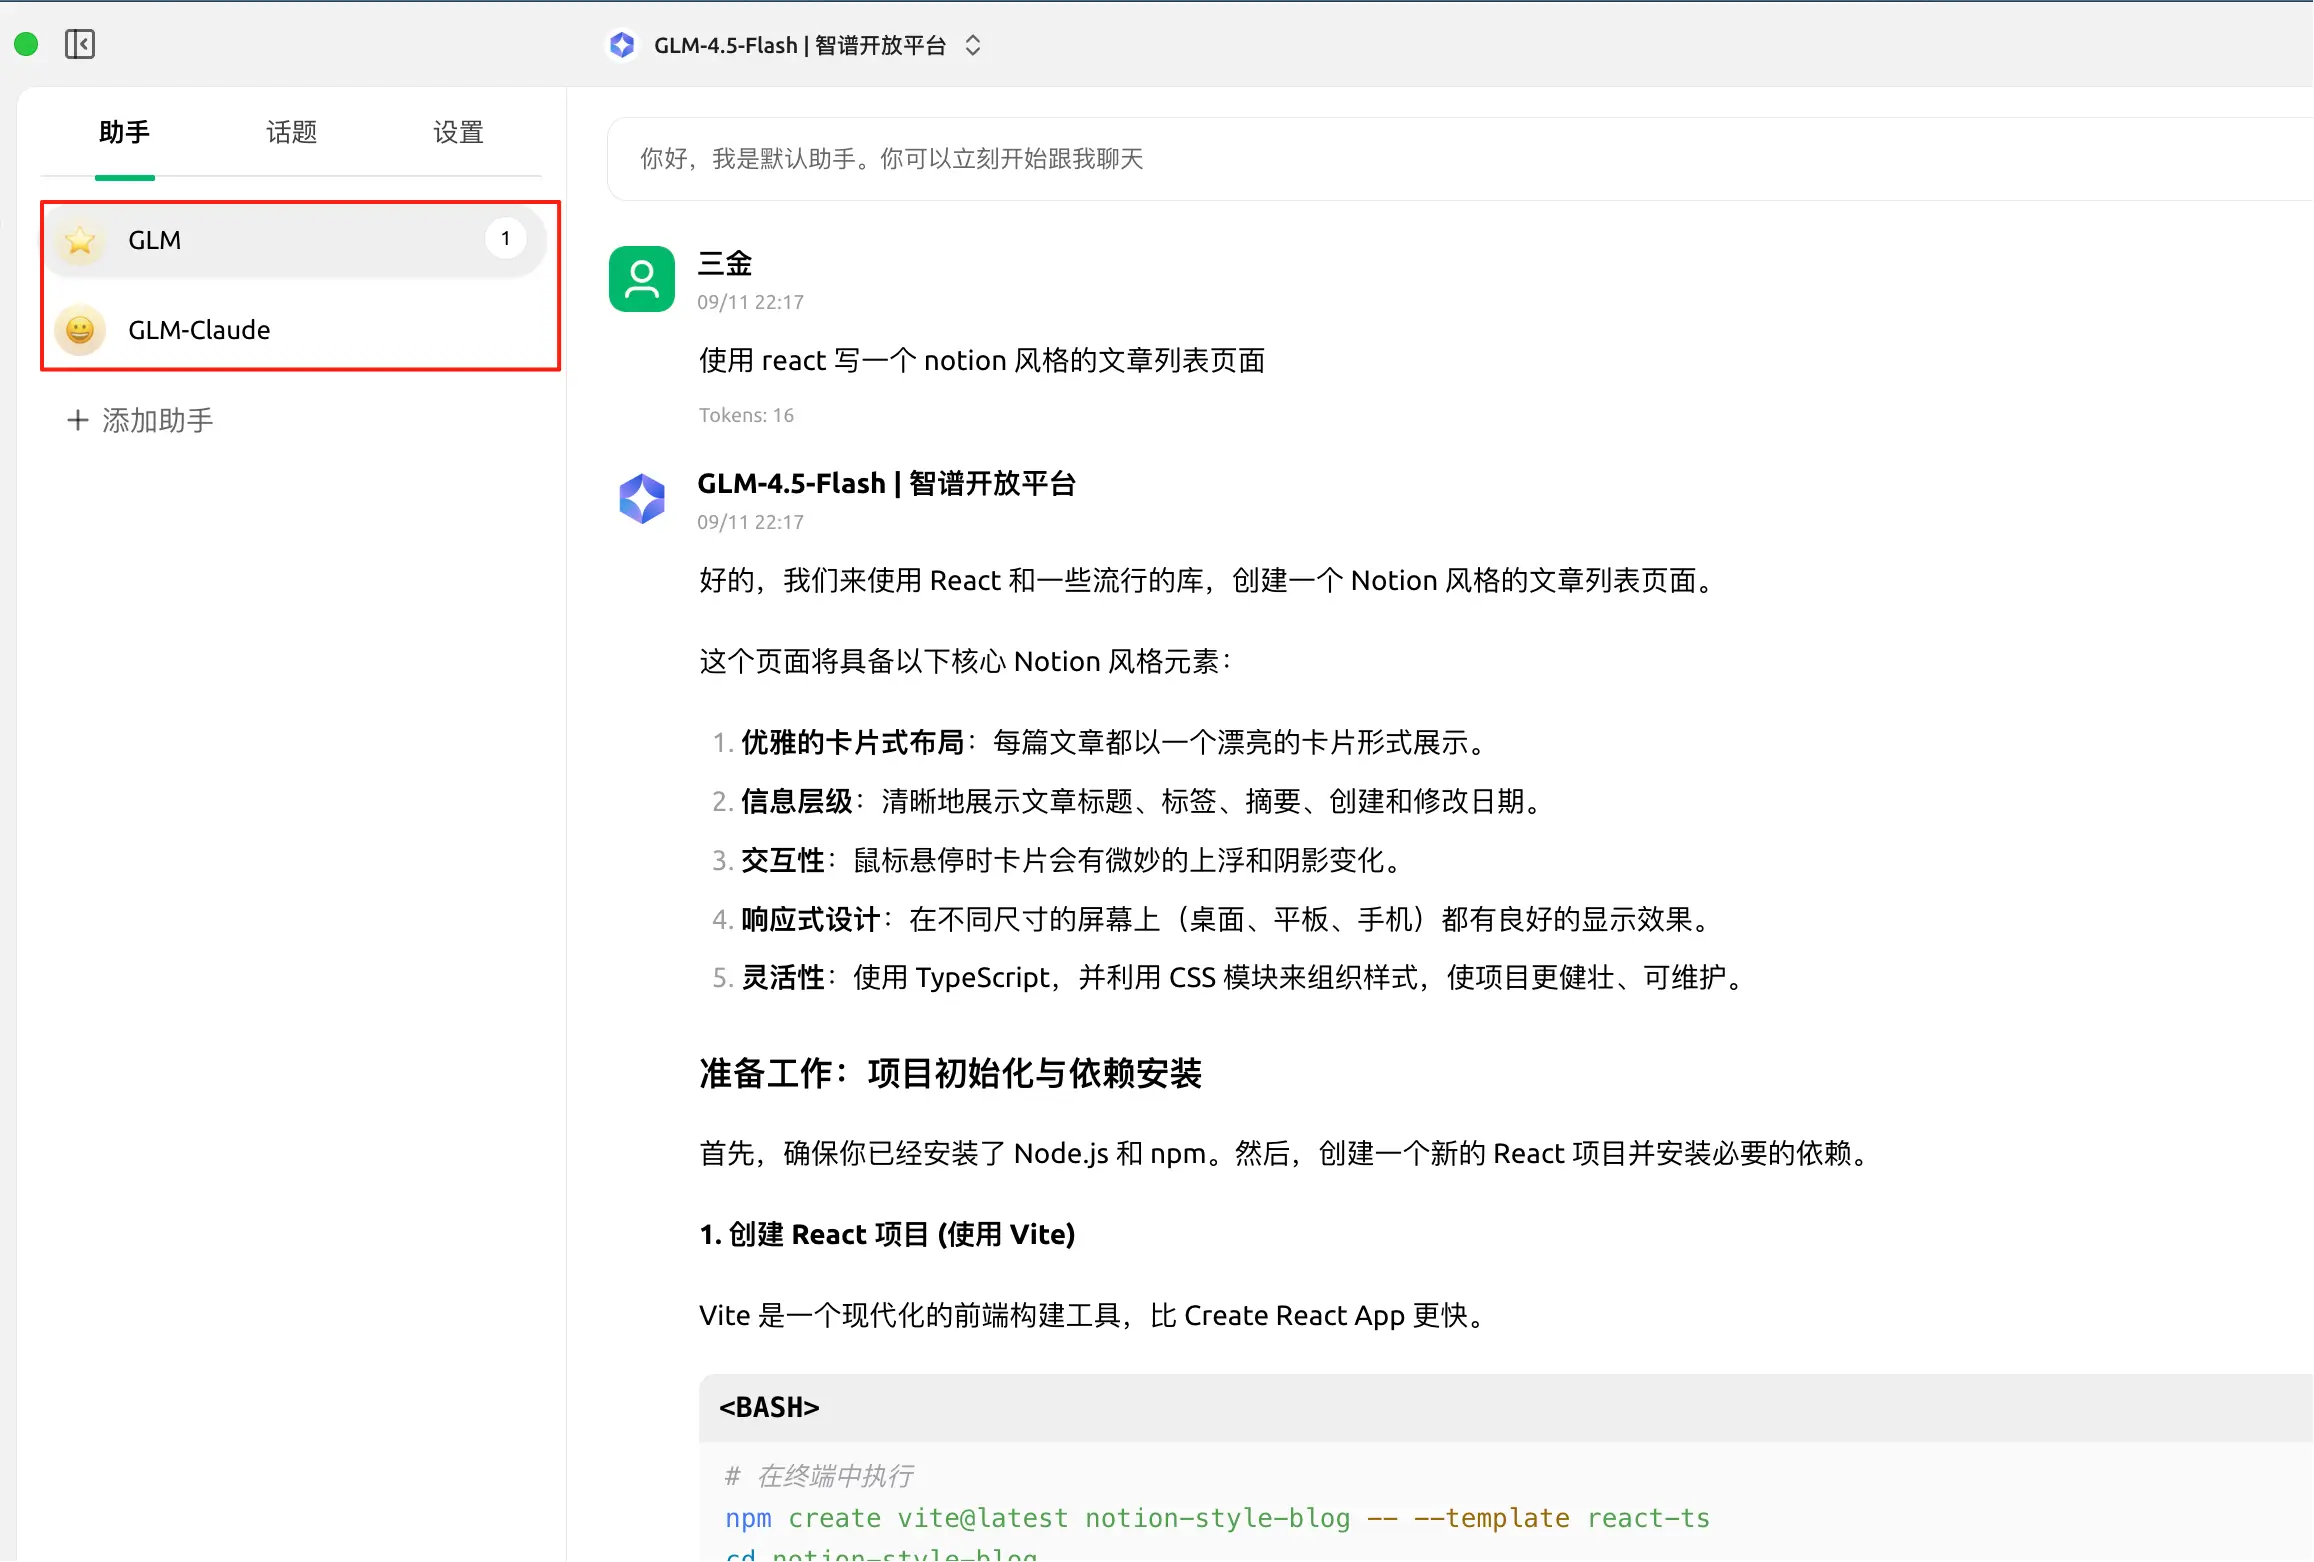 GLM-4.5-Flash | 智谱开放平台
助手 话题 设置
GLM 1
GLM-Claude
添加助手
你好，我是默认助手。你可以立刻开始跟我聊天
三金
09/11 22:17
使用 react 写一个 notion 风格的文章列表页面
Tokens: 16
GLM-4.5-Flash | 智谱开放平台
09/11 22:17
好的，我们来使用 React 和一些流行的库，创建一个 Notion 风格的文章列表页面。
这个页面将具备以下核心 Notion 风格元素：
1. 优雅的卡片式布局：每篇文章都以一个漂亮的卡片形式展示。
2. 信息层级：清晰地展示文章标题、标签、摘要、创建和修改日期。
3. 交互性：鼠标悬停时卡片会有微妙的上浮和阴影变化。
4. 响应式设计：在不同尺寸的屏幕上（桌面、平板、手机）都有良好的显示效果。
5. 灵活性：使用 TypeScript，并利用 CSS 模块来组织样式，使项目更健壮、可维护。
准备工作：项目初始化与依赖安装
首先，确保你已经安装了 Node.js 和 npm。然后，创建一个新的 React 项目并安装必要的依赖。
1. 创建 React 项目 (使用 Vite)
Vite 是一个现代化的前端构建工具，比 Create React App 更快。
<BASH>
# 在终端中执行
npm create vite@latest notion-style-blog -- --template react-ts
cd notion-style-blog